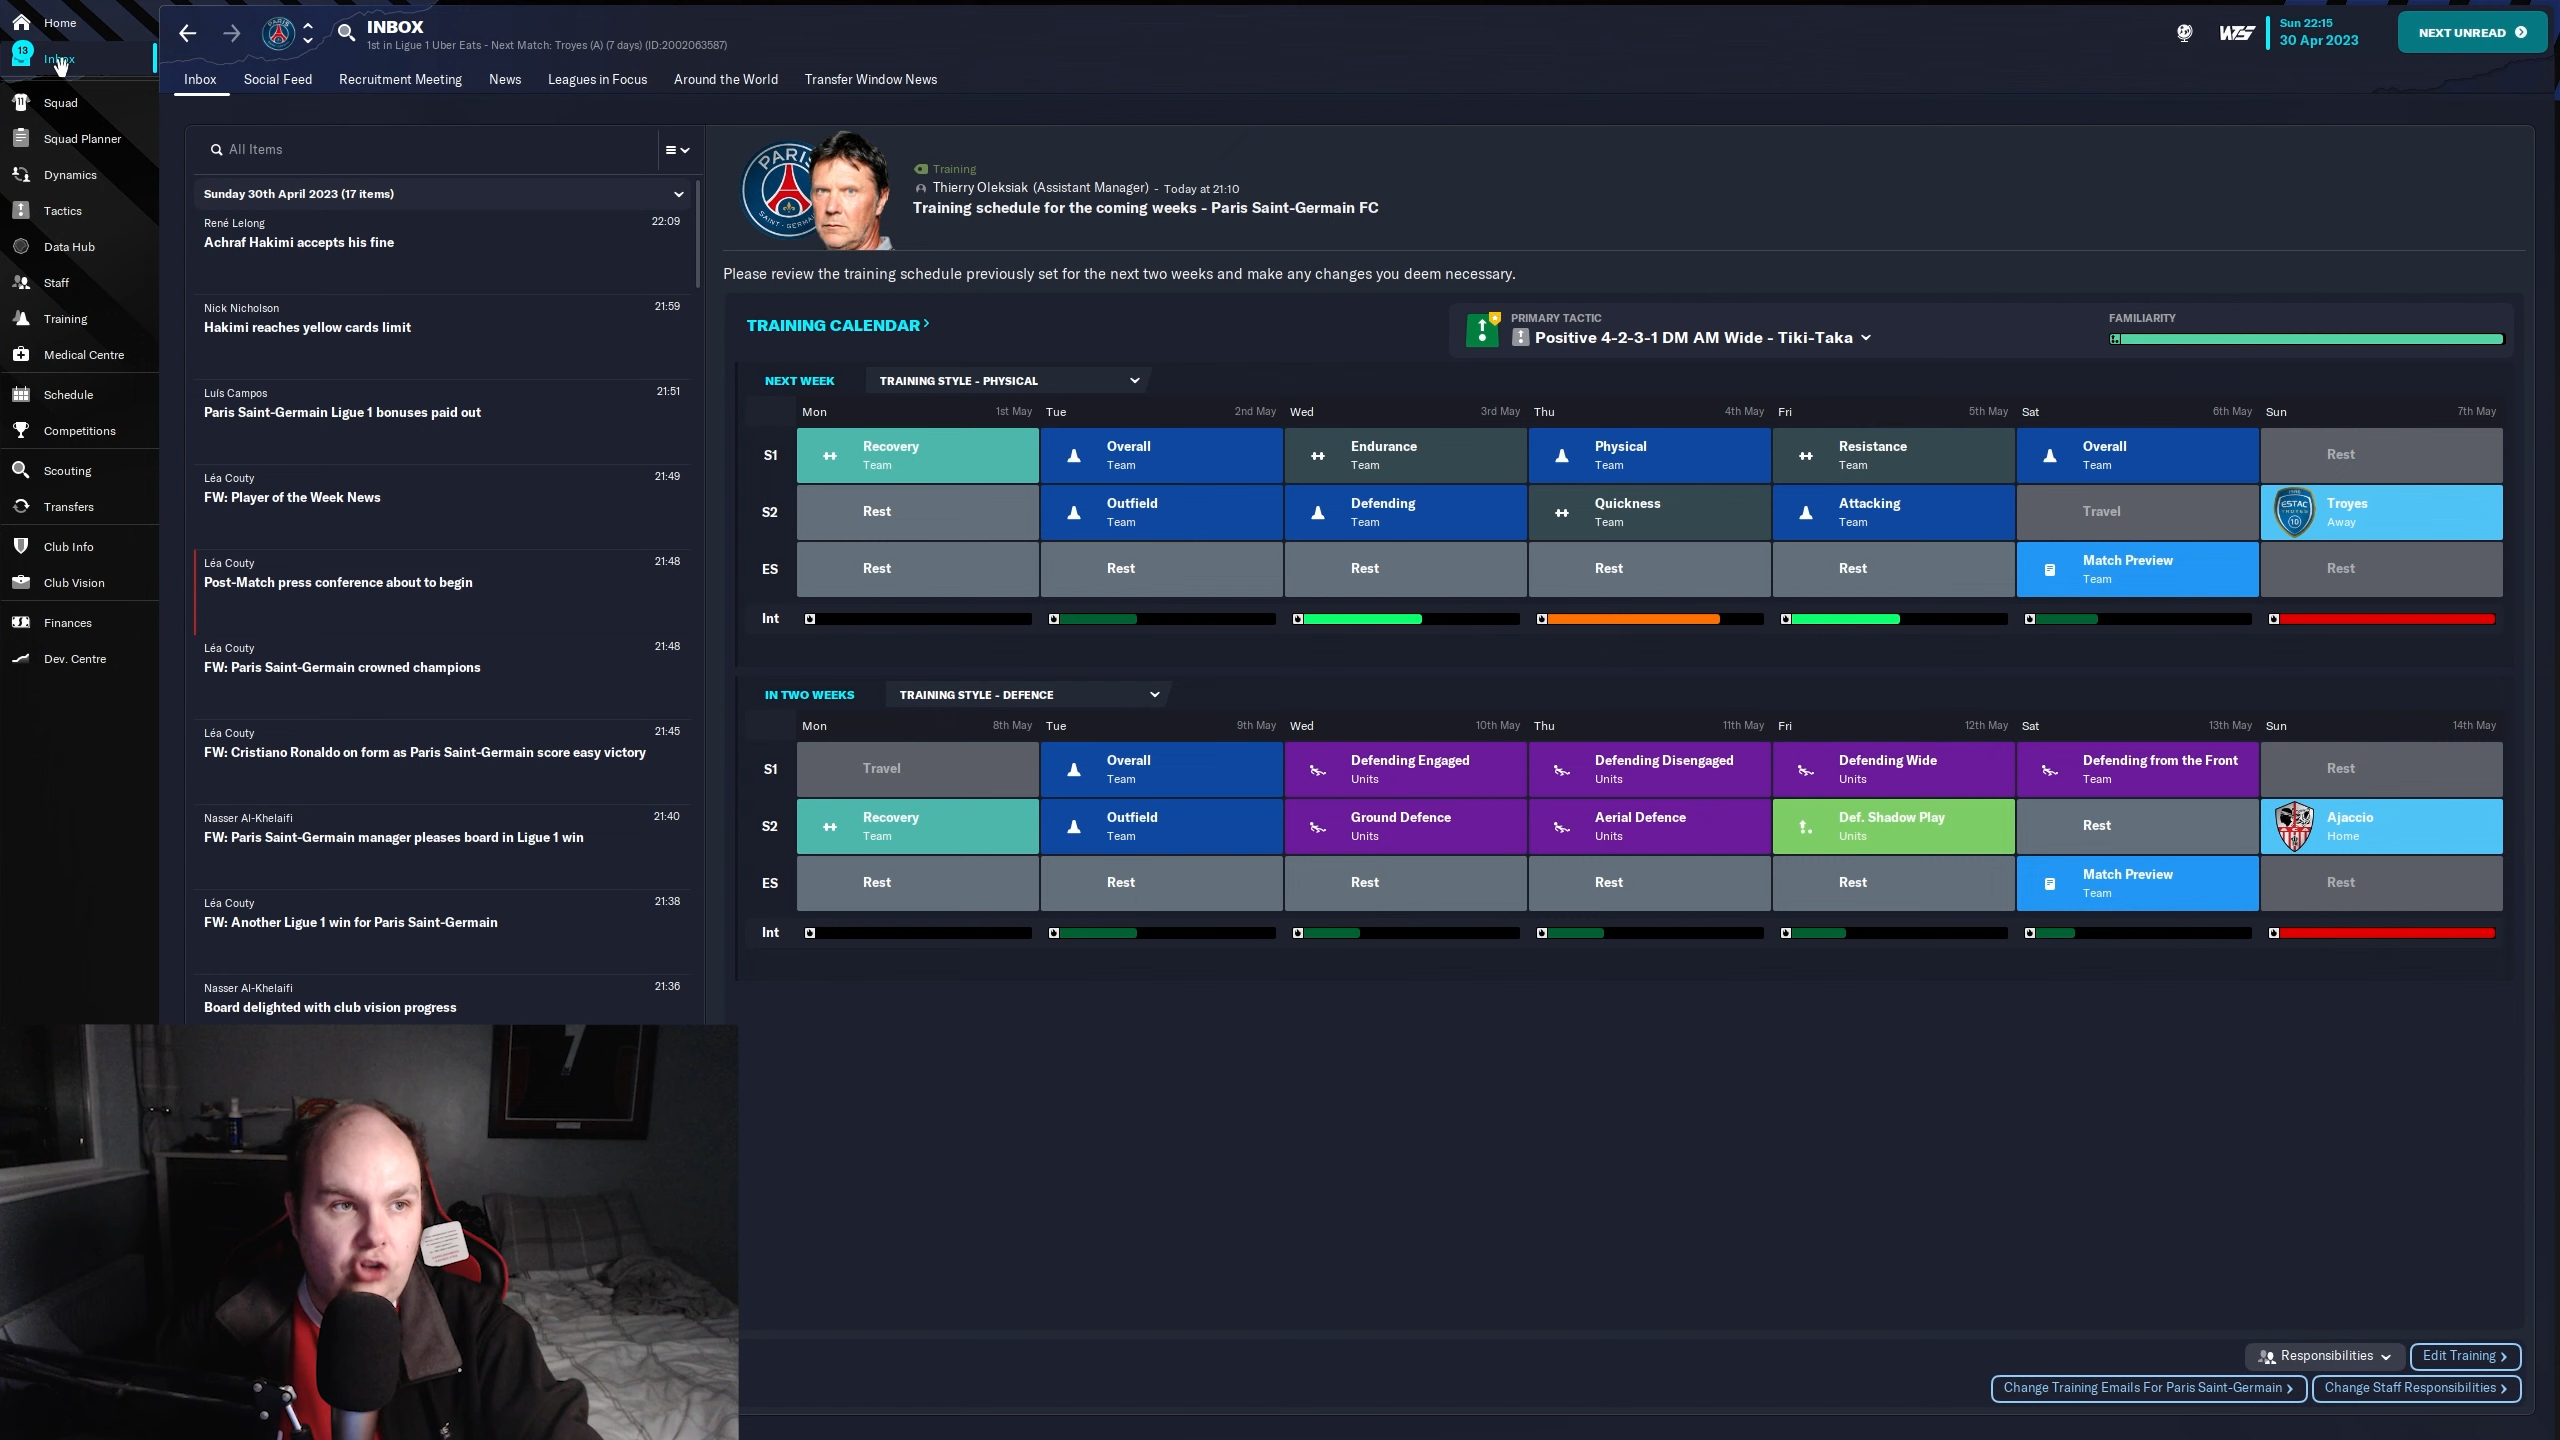 Home
13
Inbox
Squad
Squad Planner
Dynamics
Tactics
Data Hub
Staff
Training
Medical Centre
Schedule
Competitions
Scouting
Transfers
Club Info
Club Vision
Finances
Dev. Centre
INBOX
1st in Ligue 1 Uber Eats - Next Match: Troyes (A) (7 days) (ID:2002063587)
Sun 22:15
30 Apr 2023
NEXT UNREAD
Inbox Social Feed Recruitment Meeting News Leagues in Focus Around the World Transfer Window News
All Items
Sunday 30th April 2023 (17 items)
René Lelong 22:09
Achraf Hakimi accepts his fine
Nick Nicholson 21:59
Hakimi reaches yellow cards limit
Luís Campos 21:51
Paris Saint-Germain Ligue 1 bonuses paid out
Léa Couty 21:49
FW: Player of the Week News
Léa Couty 21:48
Post-Match press conference about to begin
Léa Couty 21:48
FW: Paris Saint-Germain crowned champions
Léa Couty 21:45
FW: Cristiano Ronaldo on form as Paris Saint-Germain score easy victory
Nasser Al-Khelaifi 21:40
FW: Paris Saint-Germain manager pleases board in Ligue 1 win
Léa Couty 21:38
FW: Another Ligue 1 win for Paris Saint-Germain
Nasser Al-Khelaifi 21:36
Board delighted with club vision progress
PARIS
Training
Thierry Oleksiak (Assistant Manager) - Today at 21:10
Training schedule for the coming weeks - Paris Saint-Germain FC
Please review the training schedule previously set for the next two weeks and make any changes you deem necessary.
TRAINING CALENDAR
PRIMARY TACTIC
Positive 4-2-3-1 DM AM Wide - Tiki-Taka
FAMILIARITY
NEXT WEEK TRAINING STYLE - PHYSICAL
Mon 1st May Tue 2nd May Wed 3rd May Thu 4th May Fri 5th May Sat 6th May Sun 7th May
S1 Recovery Overall Endurance Physical Resistance Overall Rest
Team Team Team Team Team Team
S2 Rest Outfield Defending Quickness Attacking Travel Troyes
Team Team Team Team Away
ES Rest Rest Rest Rest Rest Match Preview Rest
Team
Int
IN TWO WEEKS TRAINING STYLE - DEFENCE
Mon 8th May Tue 9th May Wed 10th May Thu 11th May Fri 12th May Sat 13th May Sun 14th May
S1 Travel Overall Defending Engaged Defending Disengaged Defending Wide Defending from the Front Rest
Team Units Units Units Team
S2 Recovery Outfield Ground Defence Aerial Defence Def. Shadow Play Rest Ajaccio
Team Team Units Units Units Home
ES Rest Rest Rest Rest Rest Match Preview Rest
Team
Int
Responsibilities Edit Training
Change Training Emails For Paris Saint-Germain Change Staff Responsibilities
7